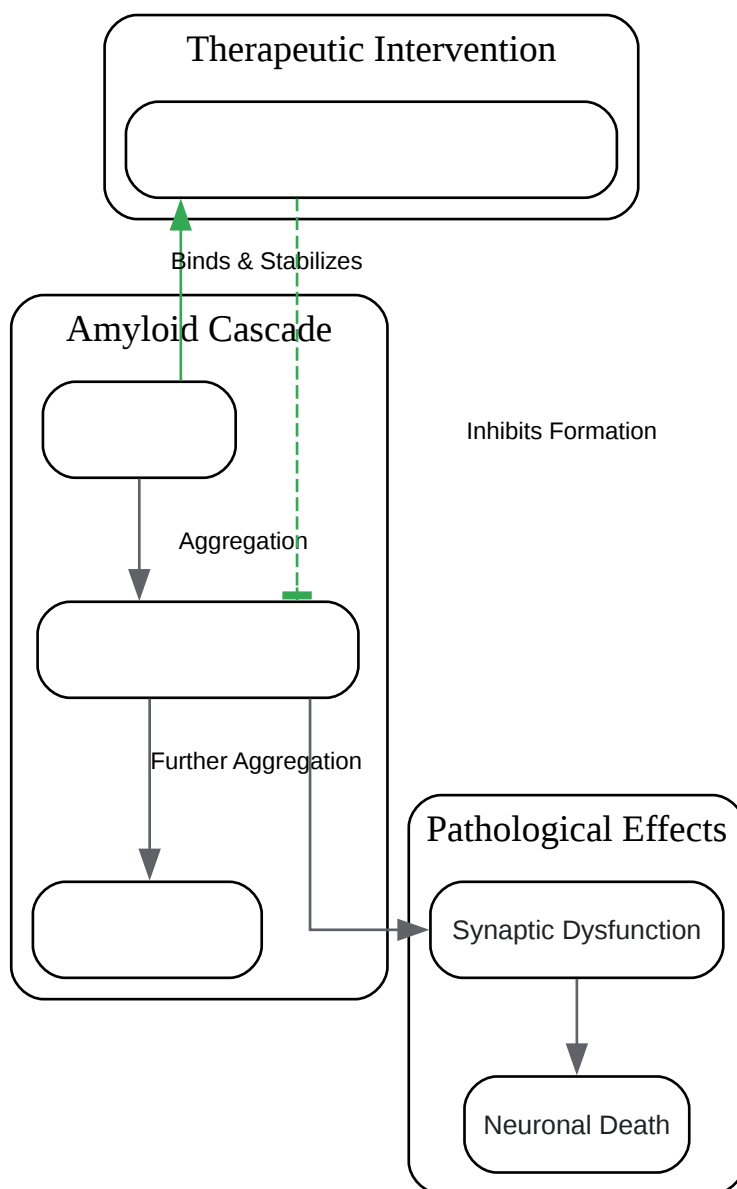 Therapeutic Intervention
Binds & Stabilizes
Amyloid Cascade
Inhibits Formation
Aggregation
Further Aggregation
Pathological Effects
Synaptic Dysfunction
Neuronal Death